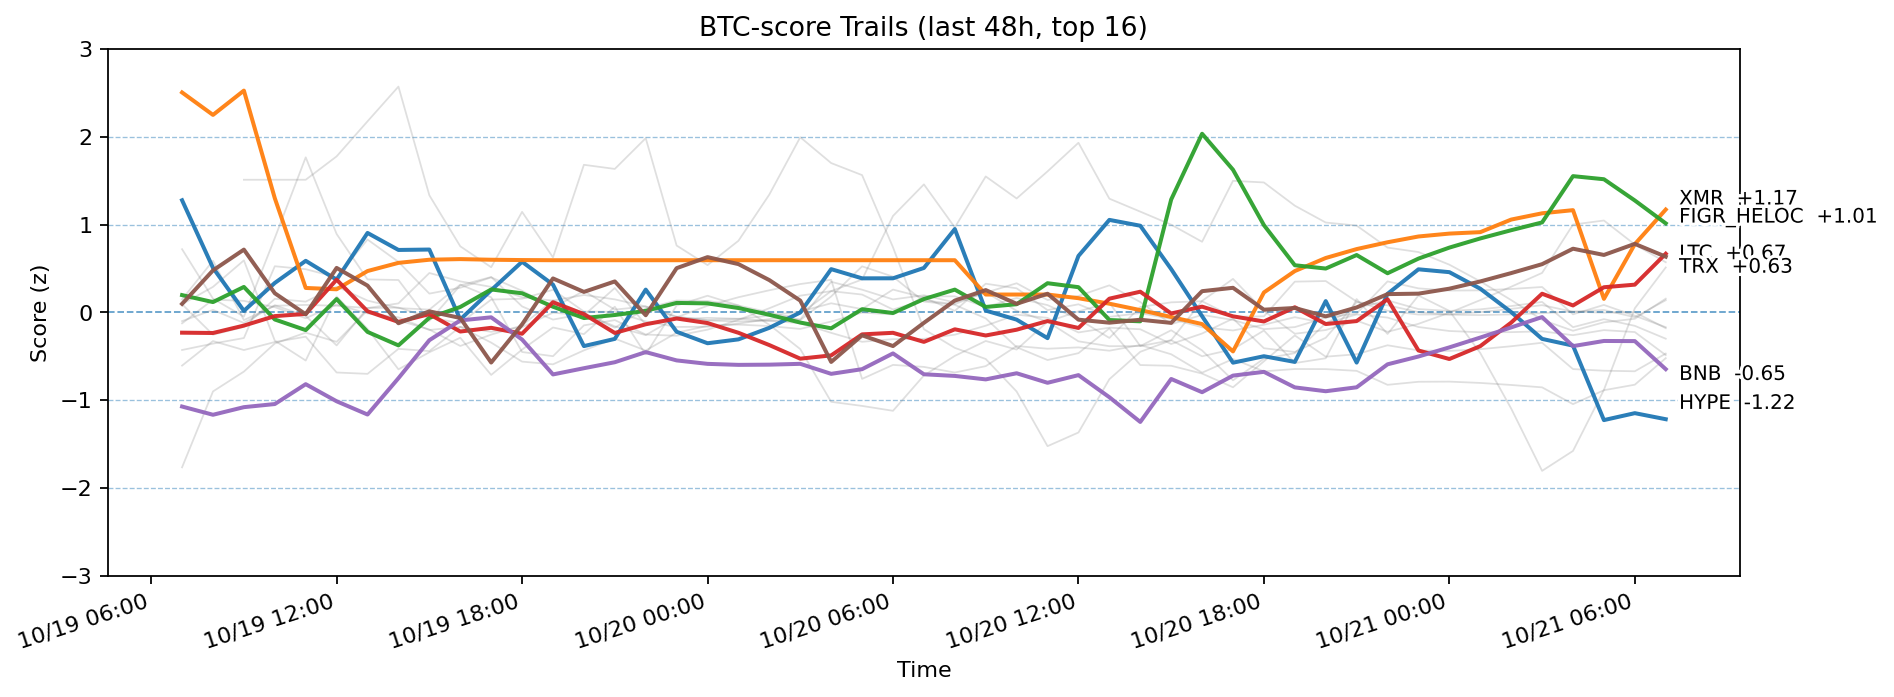 BTC-score Trails (last 48h, top 16)
Score (z)
3
2
1
0
−1
−2
−3
XMR +1.17
FIGR_HELOC +1.01
LTC +0.67
TRX +0.63
BNB -0.65
HYPE -1.22
10/19 06:00
10/19 12:00
10/19 18:00
10/20 00:00
10/20 06:00
10/20 12:00
10/20 18:00
10/21 00:00
10/21 06:00
Time